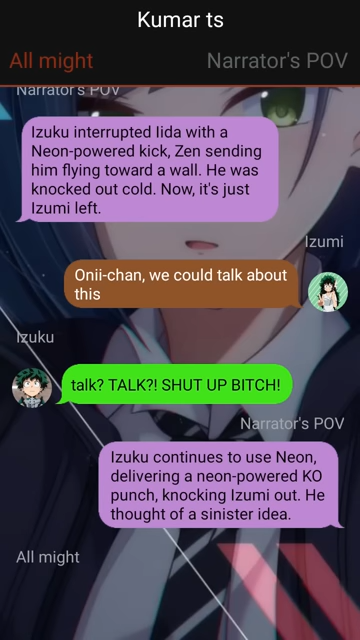 Kumar ts
All might
Narrator's POV
Narrator's POV
Izuku interrupted Iida with a
Neon-powered kick, Zen sending
him flying toward a wall. He was
knocked out cold. Now, it's just
Izumi left.
Izumi
Onii-chan, we could talk about
this
Izuku
talk? TALK?! SHUT UP BITCH!
Narrator's POV
Izuku continues to use Neon,
delivering a neon-powered KO
punch, knocking Izumi out. He
thought of a sinister idea.
All might